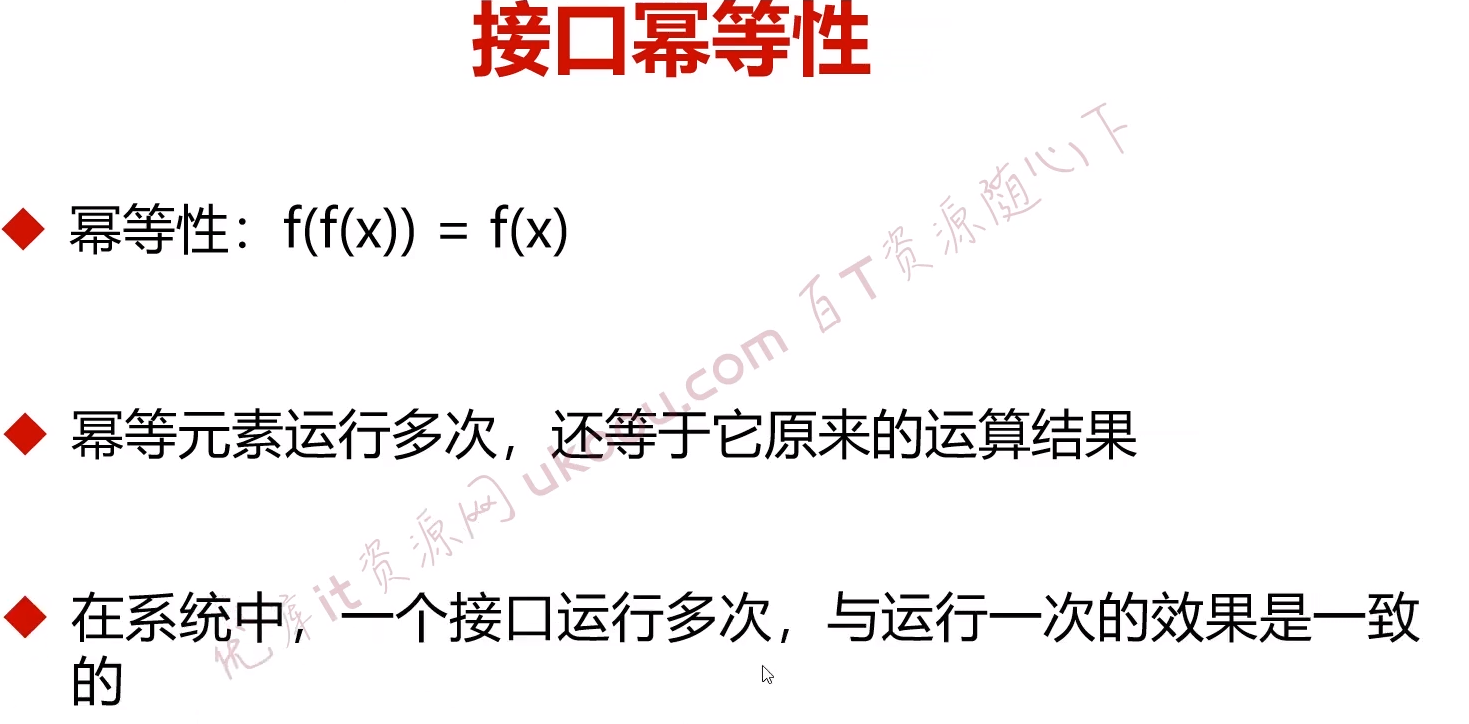 接口幂等性
幂等性：f(f(x)) = f(x)
幂等元素运行多次，还等于它原来的运算结果
在系统中，一个接口运行多次，与运行一次的效果是一致
的
优库it资源网 ukoou.com 百T资源随心下